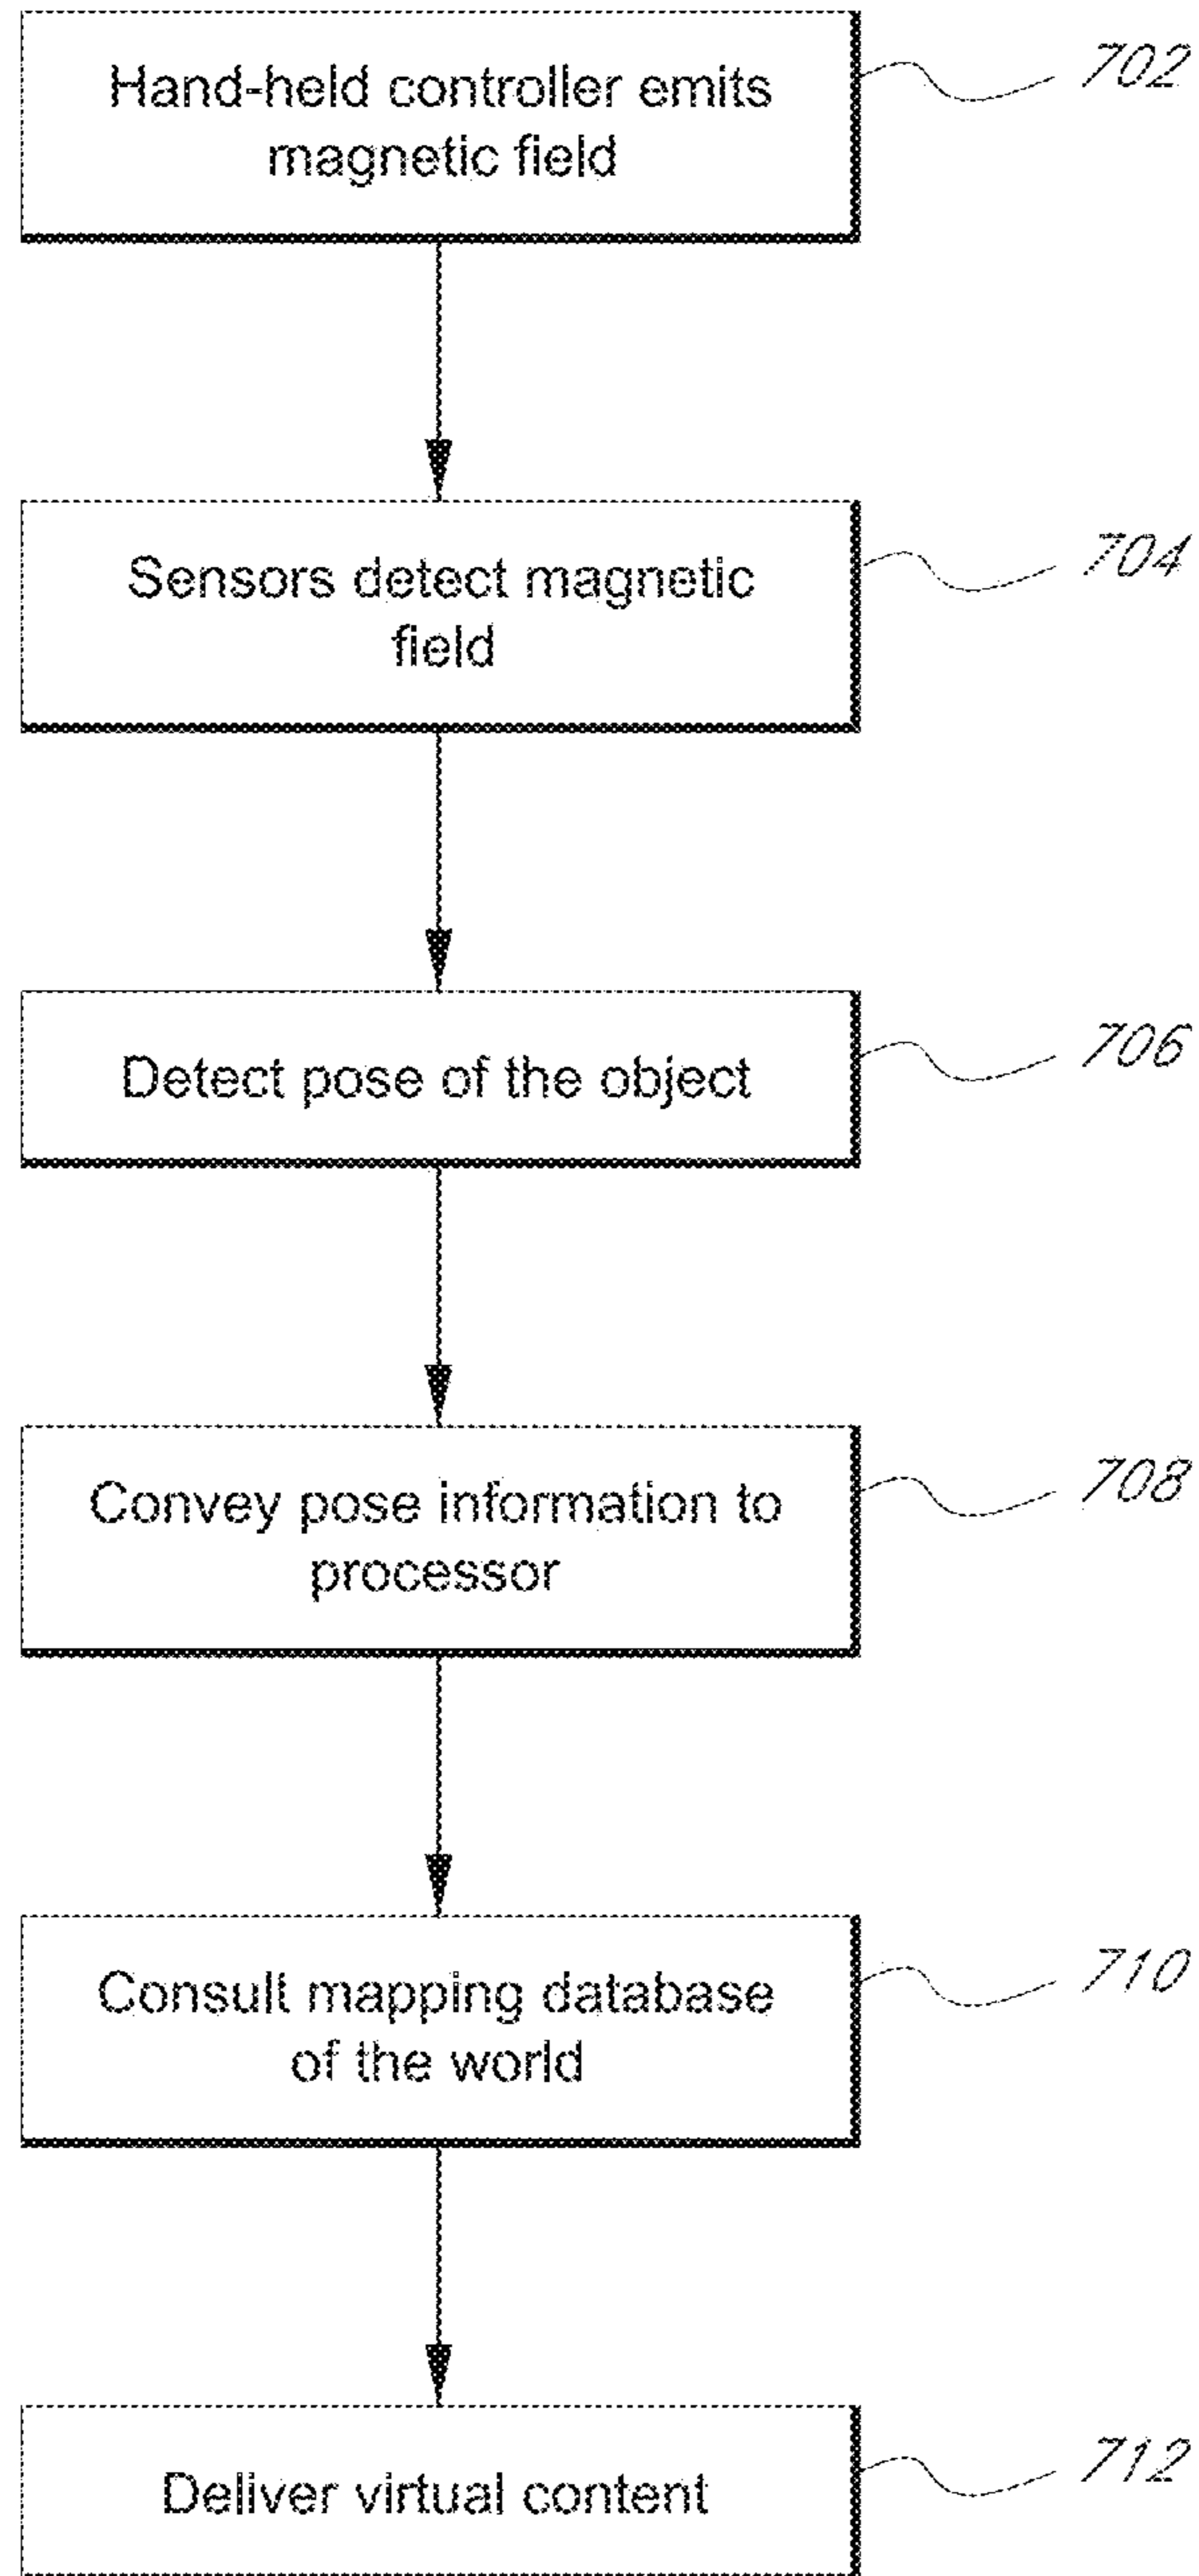 Hand-held controller emits
magnetic field
702
Sensors detect magnetic
field
704
Detect pose of the object
706
Convey pose information to
processor
708
Consult mapping database
of the world
710
Deliver virtual content
712